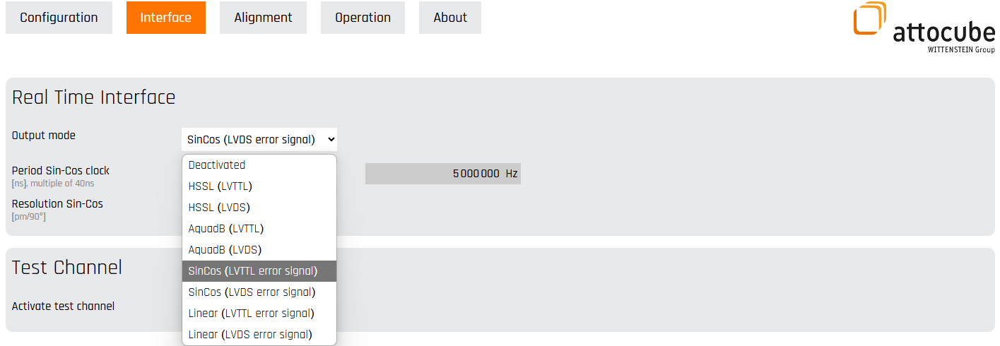 Configuration
Interface
Alignment
Operation
About
attocube
WITTENSTEIN Group
Real Time Interface
Output mode
SinCos (LVDS error signal)
Period Sin-Cos clock
[ns], multiple of 40ns
5 000 000 Hz
Resolution Sin-Cos
[pm/90°]
Deactivated
HSSL (LVTTL)
HSSL (LVDS)
AquadB (LVTTL)
AquadB (LVDS)
SinCos (LVTTL error signal)
SinCos (LVDS error signal)
Linear (LVTTL error signal)
Linear (LVDS error signal)
Test Channel
Activate test channel